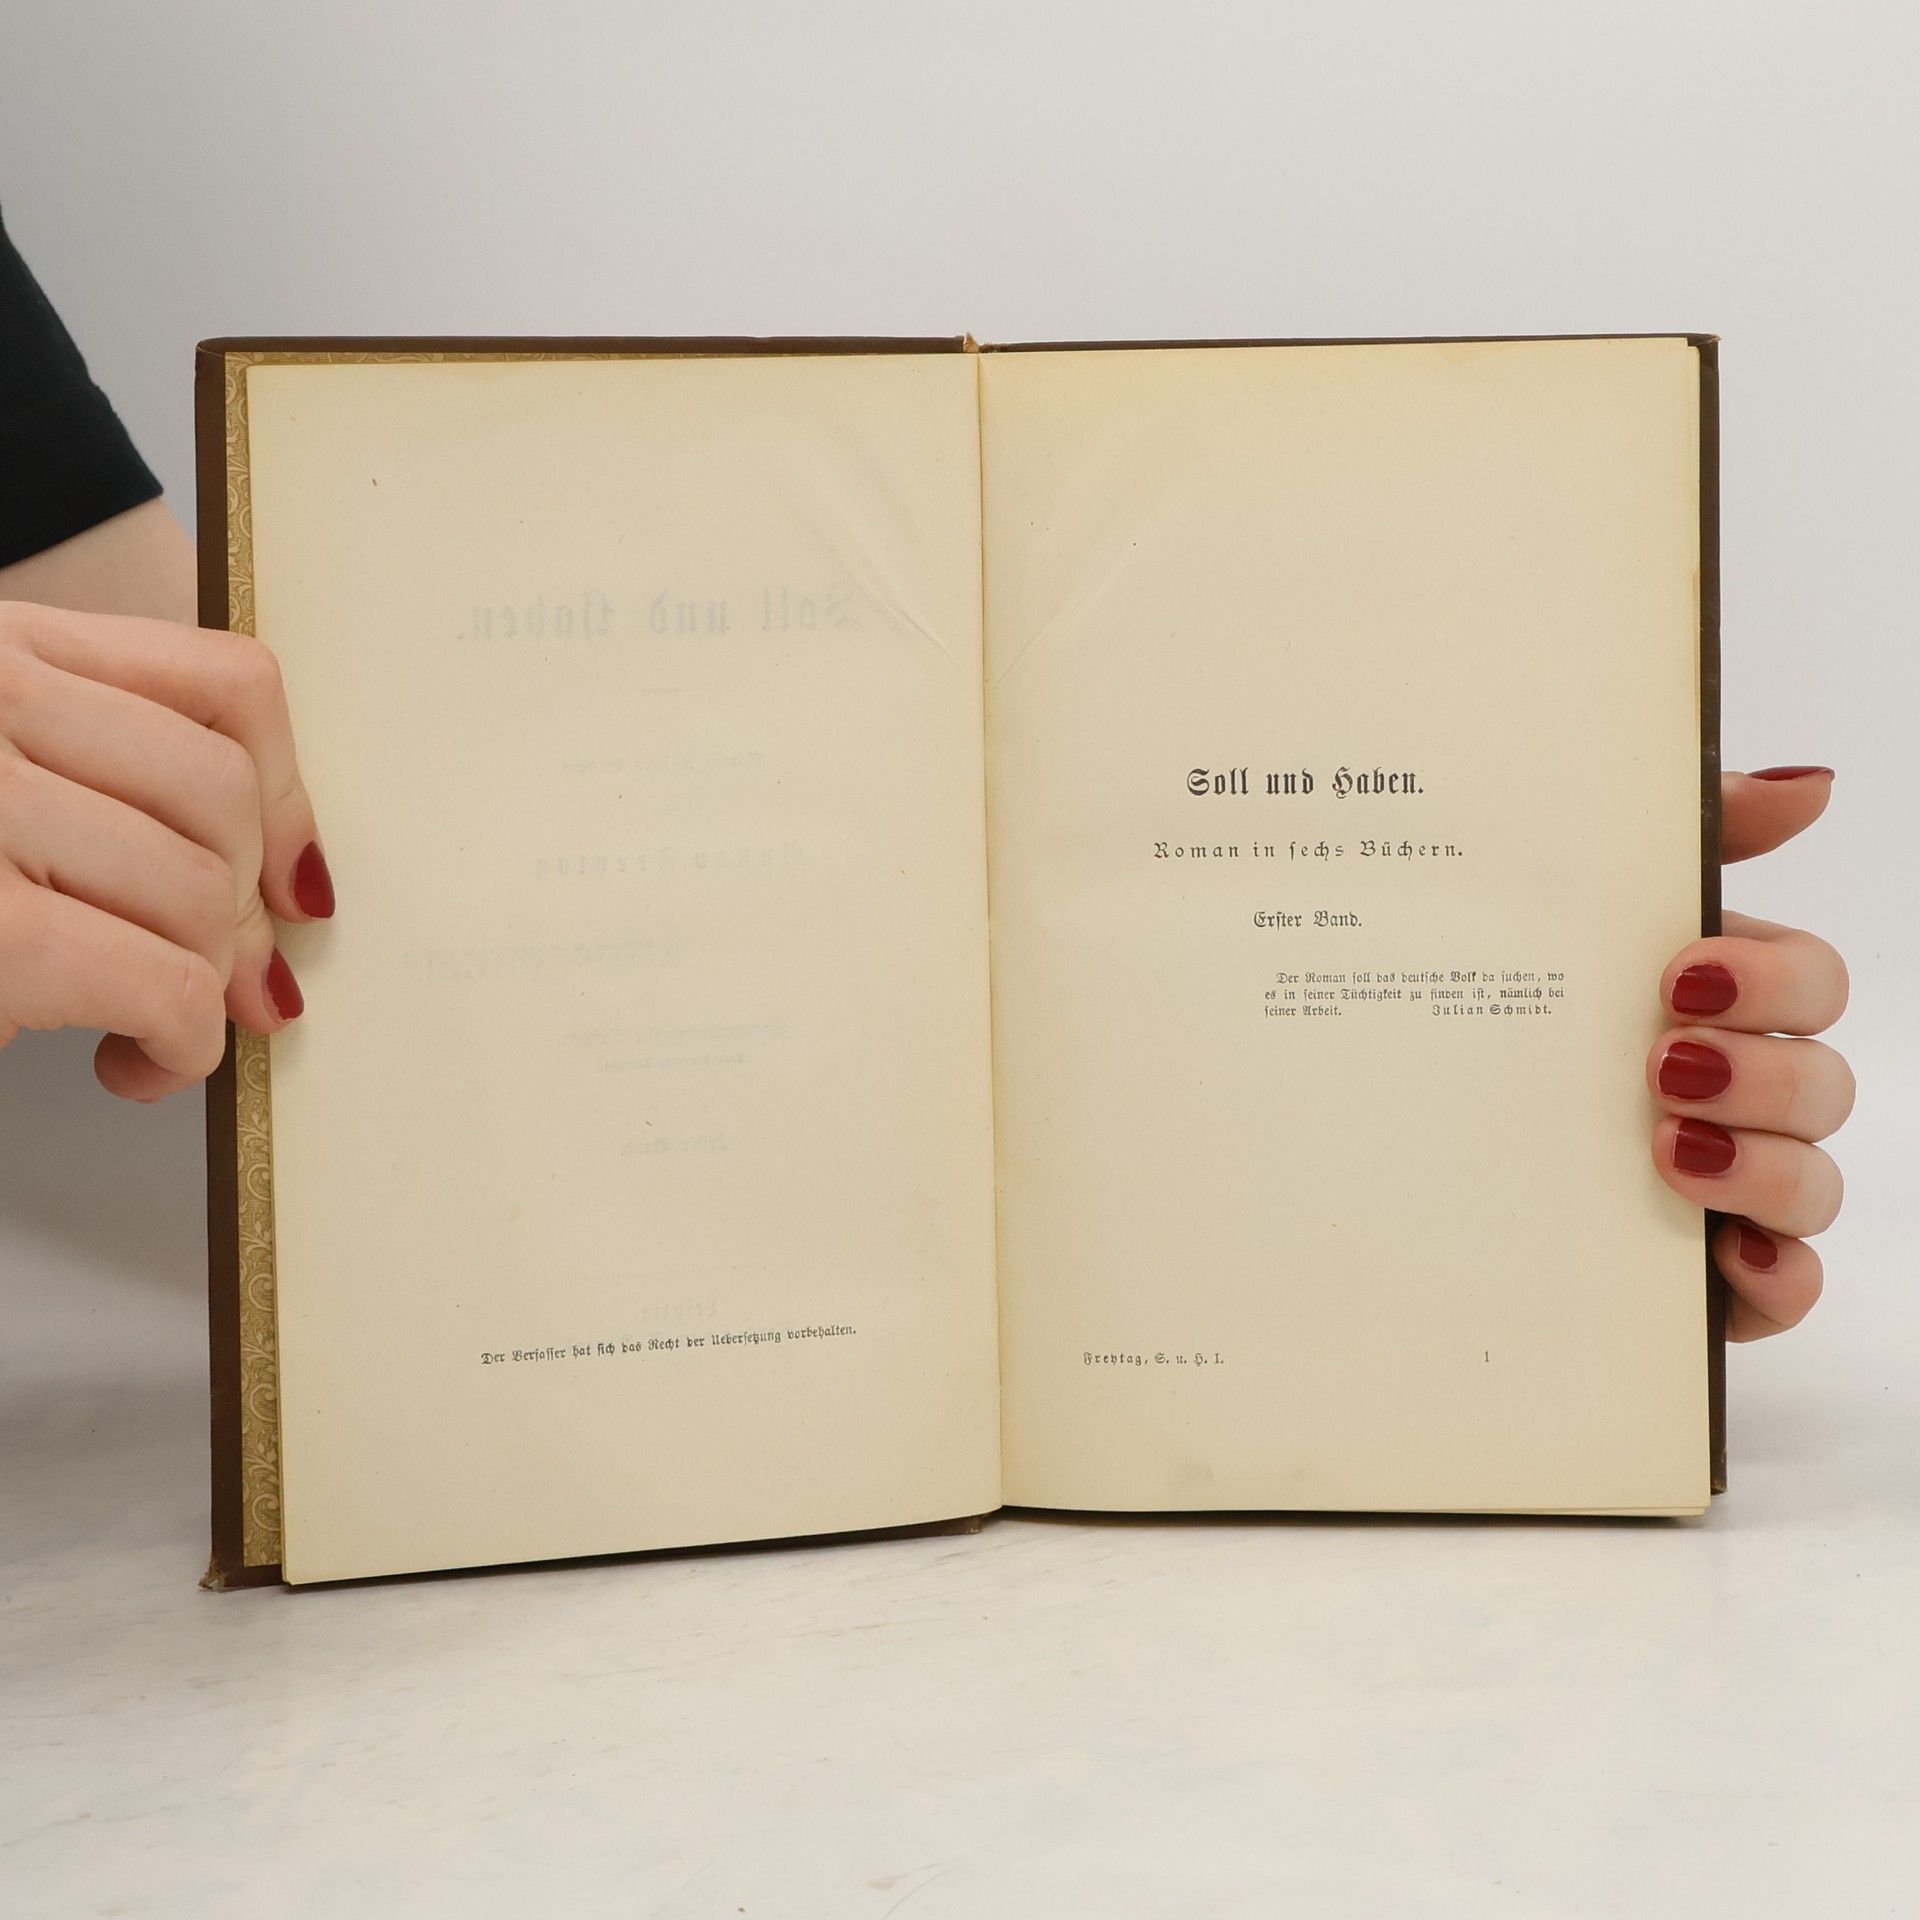 Der Verfasser hat sich das Recht der Uebersetzung vorbehalten.
Soll und Haben.
Roman in sechs Büchern.
Erster Band.
Der Roman soll das deutsche Volk da suchen, wo
es in seiner Tüchtigkeit zu finden ist, nämlich bei
seiner Arbeit. Julian Schmidt.
Freytag, S. u. H. I. 1